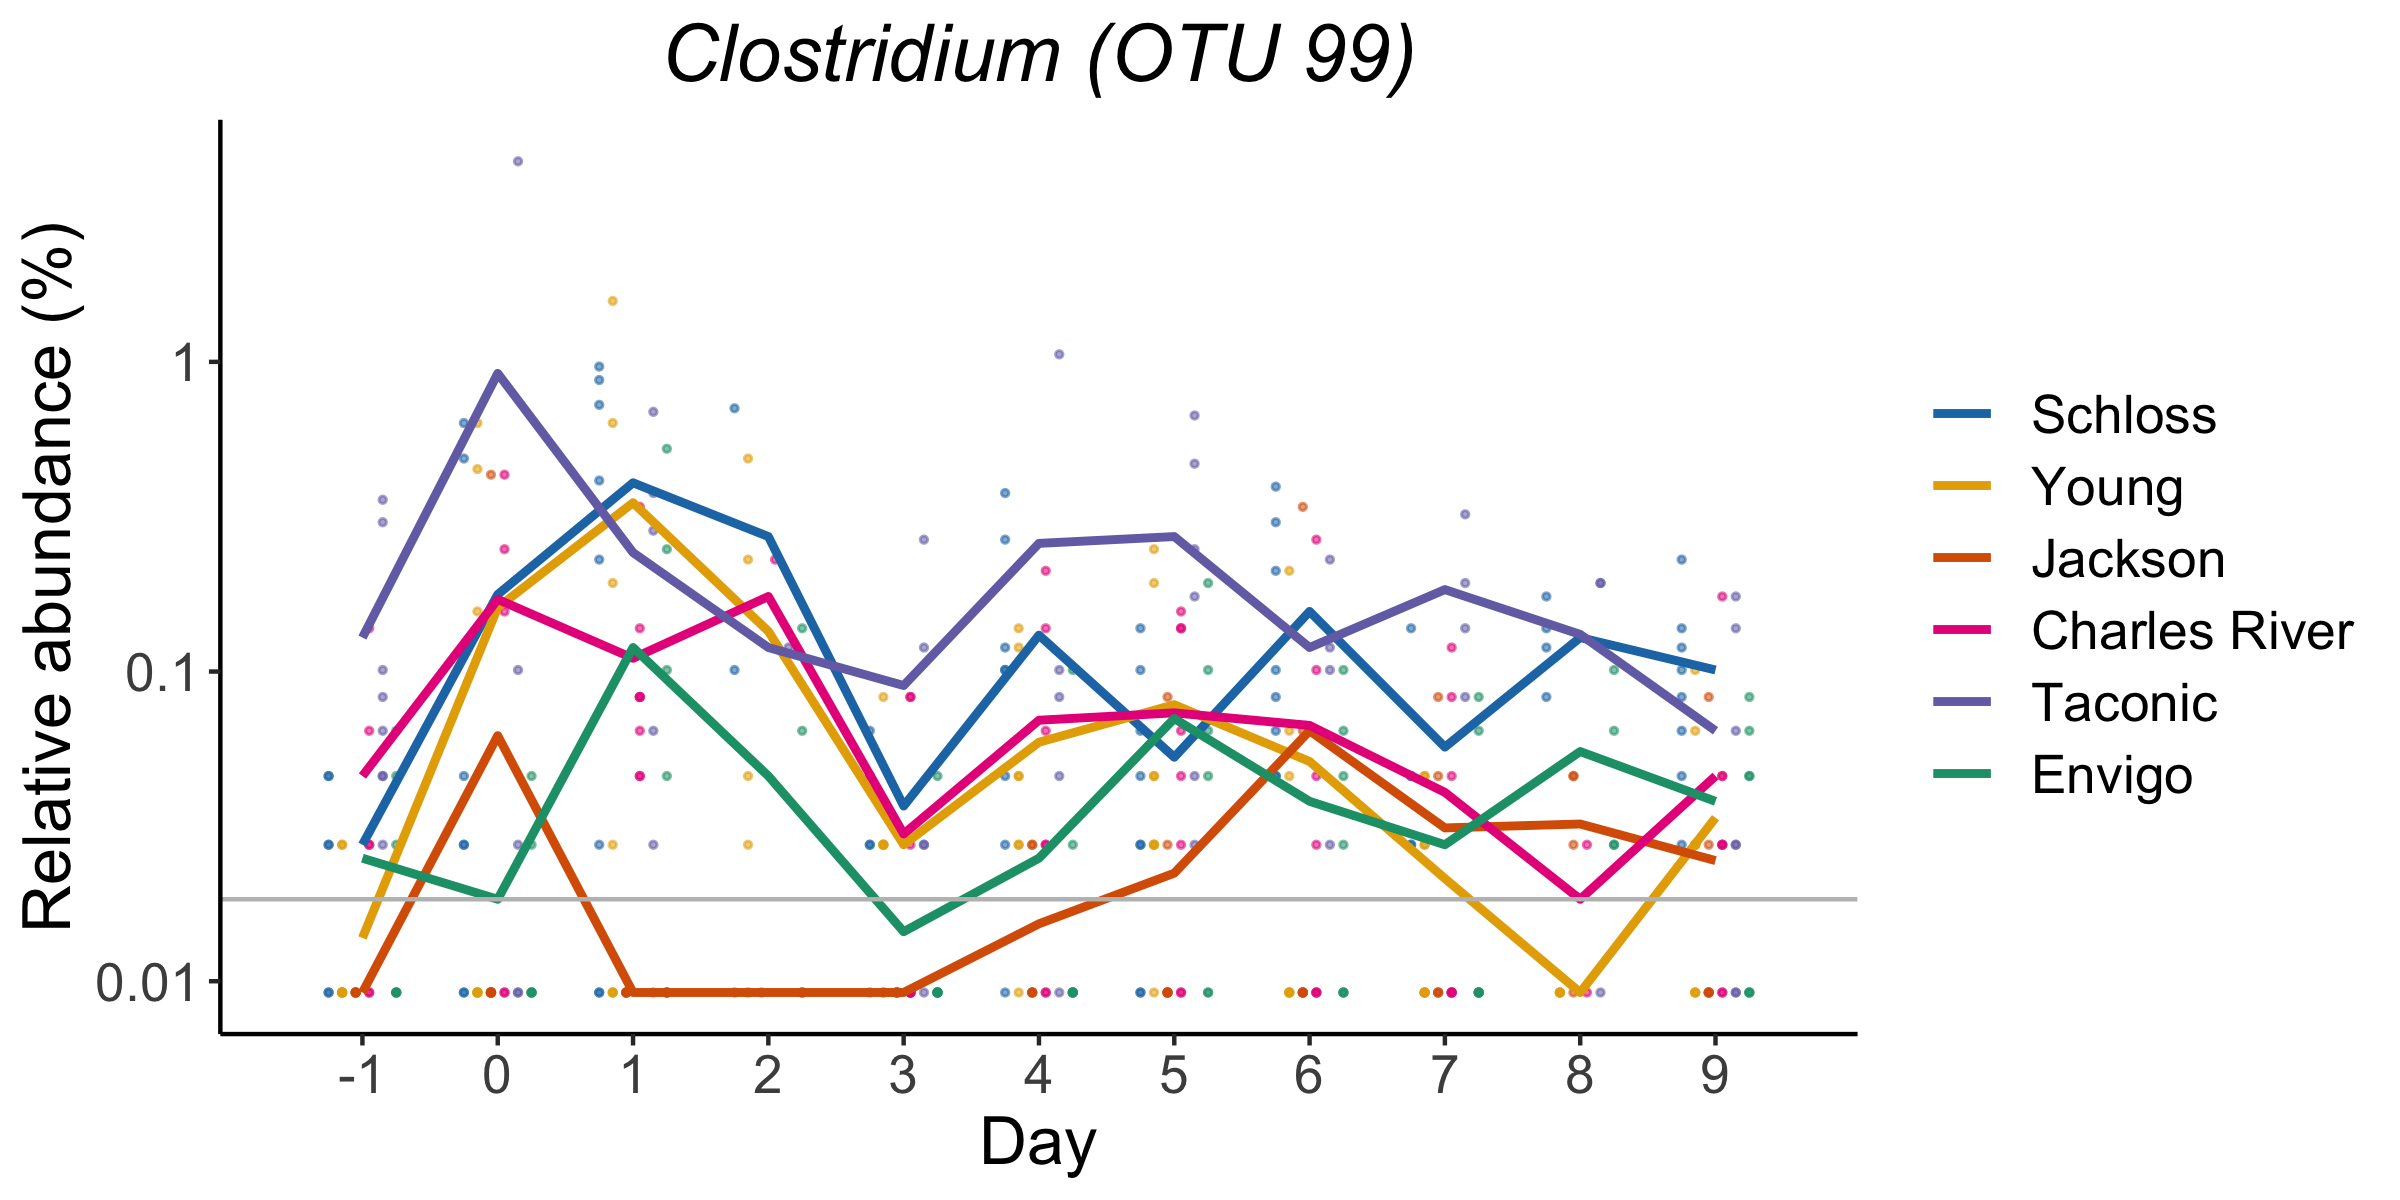 Clostridium (OTU 99)
Relative abundance (%)
1
0.1
0.01
-1 0 1 2 3 4 5 6 7 8 9
Day
Schloss
Young
Jackson
Charles River
Taconic
Envigo